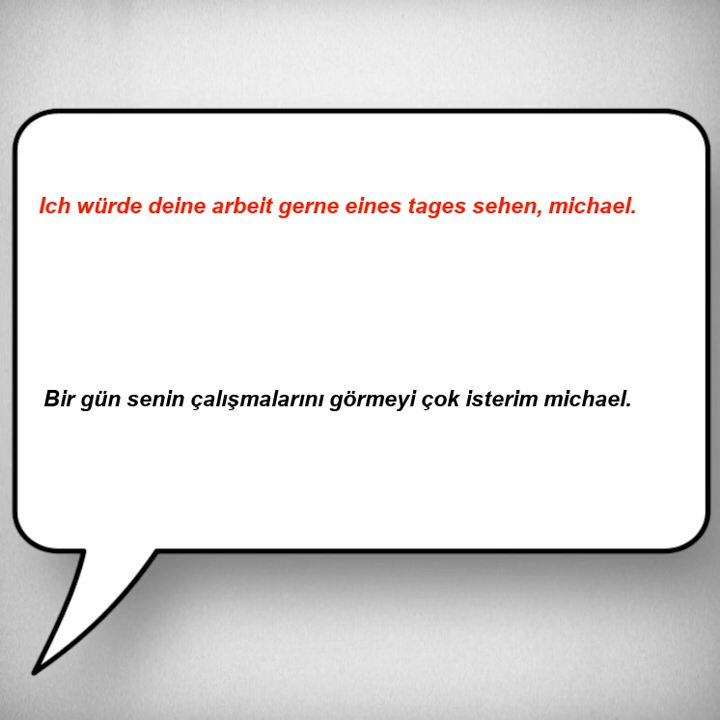 Ich würde deine arbeit gerne eines tages sehen, michael.
Bir gün senin çalışmalarını görmeyi çok isterim michael.